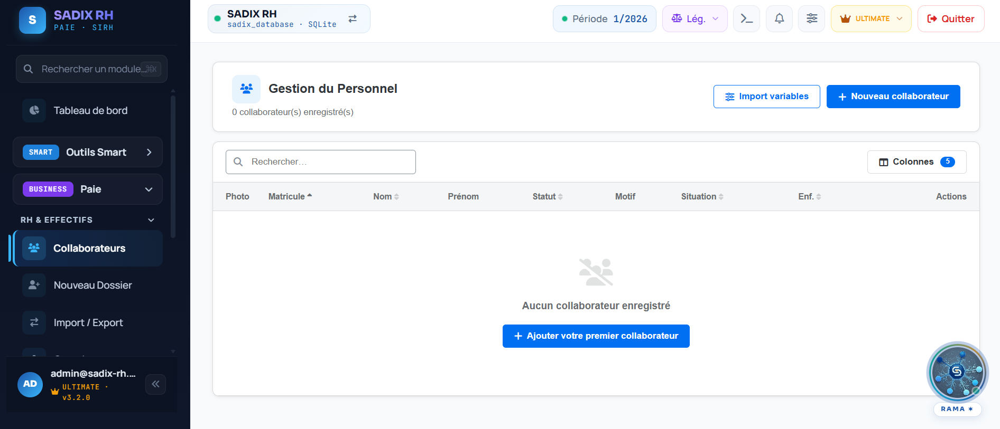 S
SADIX RH
PAIE · SIRH
Rechercher un module... ⌘K
Tableau de bord
SMART Outils Smart
BUSINESS Paie
RH & EFFECTIFS
Collaborateurs
Nouveau Dossier
Import / Export
AD
admin@sadix-rh....
ULTIMATE ·
v3.2.0
SADIX RH
sadix_database · SQLite
Période 1/2026
Lég.
ULTIMATE
Quitter
Gestion du Personnel
0 collaborateur(s) enregistré(s)
Import variables
+ Nouveau collaborateur
Rechercher...
Colonnes 5
Photo Matricule Nom Prénom Statut Motif Situation Enf. Actions
Aucun collaborateur enregistré
+ Ajouter votre premier collaborateur
RAMA ✶